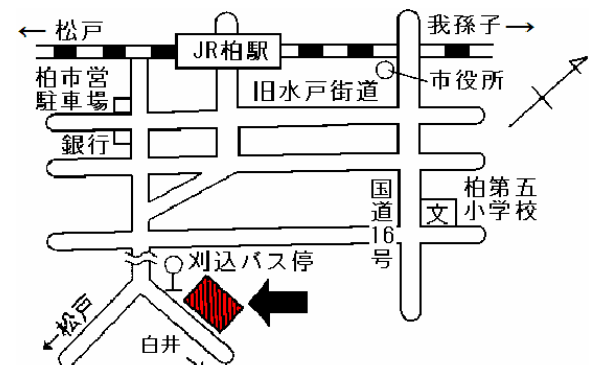 ← 松戸
我孫子 →
JR柏駅
柏市営
駐車場
旧水戸街道
市役所
銀行
国道16号
柏第五
小学校
文
刈込バス停
←松戸
白井